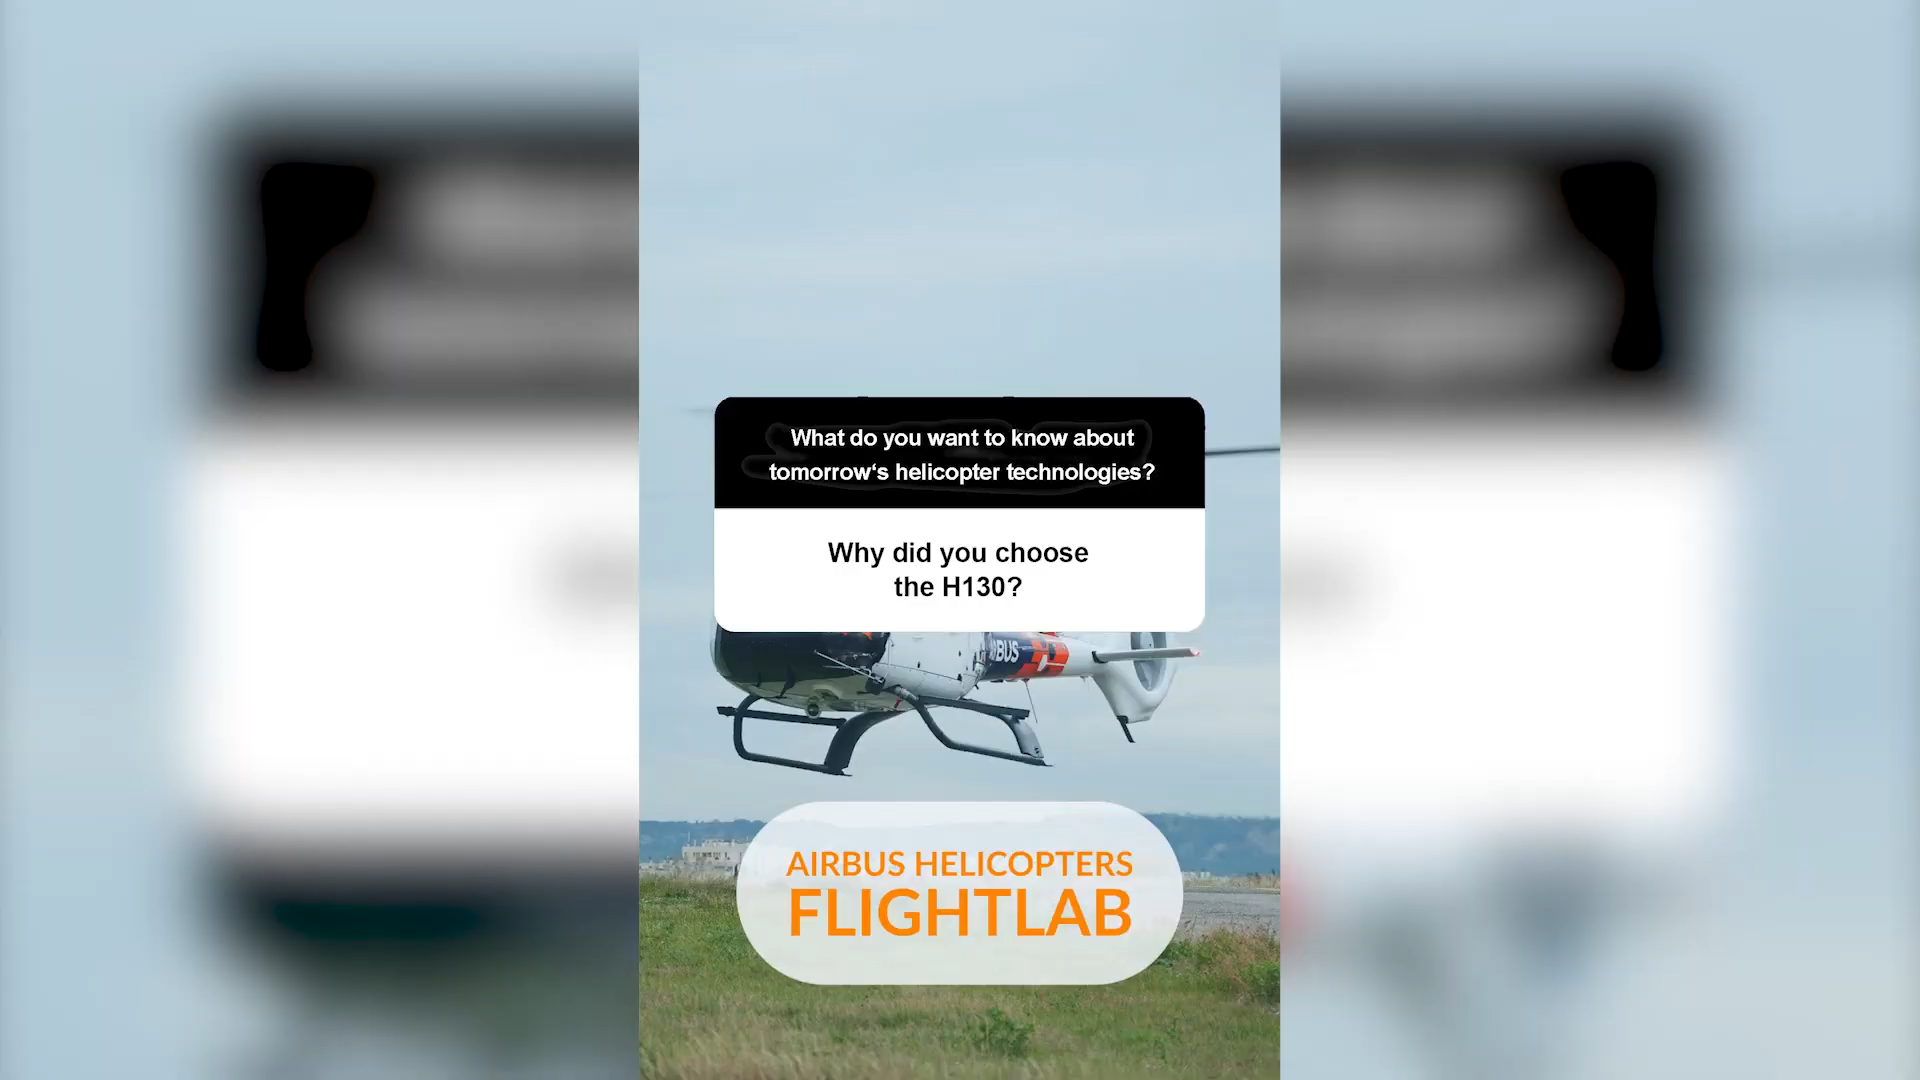 What do you want to know about
tomorrow‘s helicopter technologies?
Why did you choose
the H130?
BUS
AIRBUS HELICOPTERS
FLIGHTLAB